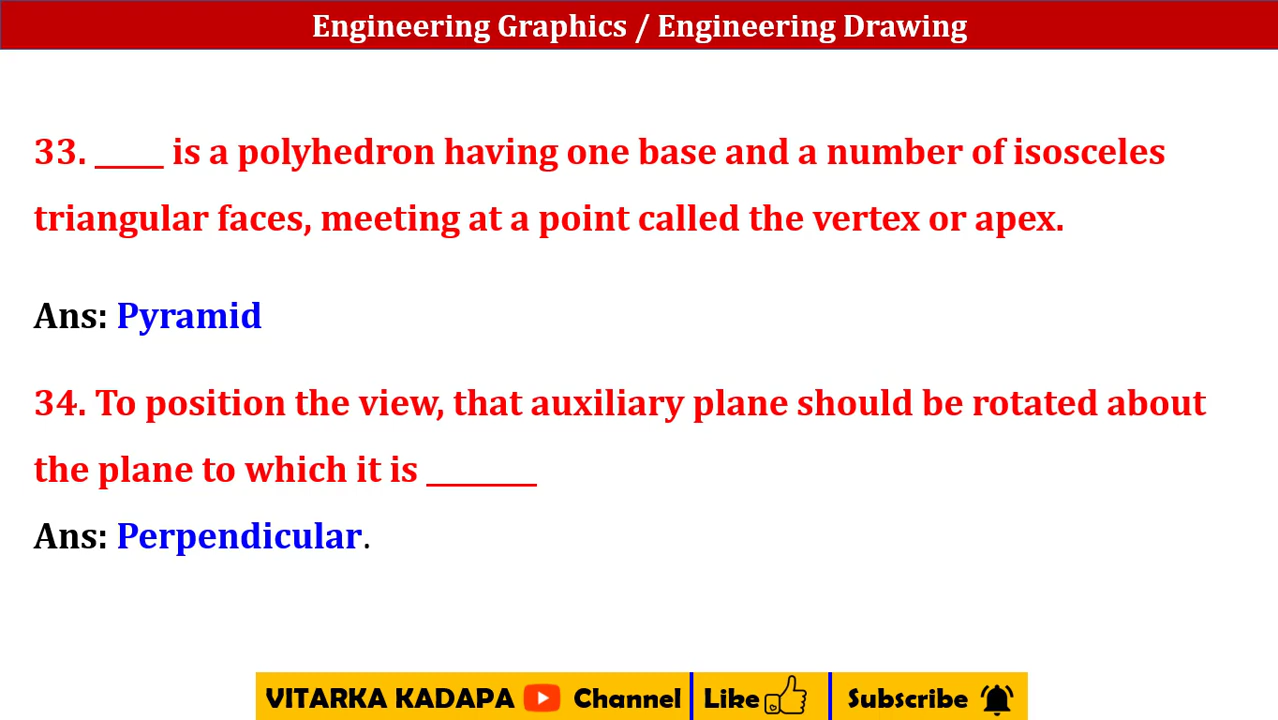 Engineering Graphics / Engineering Drawing
33. _____ is a polyhedron having one base and a number of isosceles
triangular faces, meeting at a point called the vertex or apex.
Ans: Pyramid
34. To position the view, that auxiliary plane should be rotated about
the plane to which it is ________
Ans: Perpendicular.
VITARKA KADAPA Channel Like Subscribe